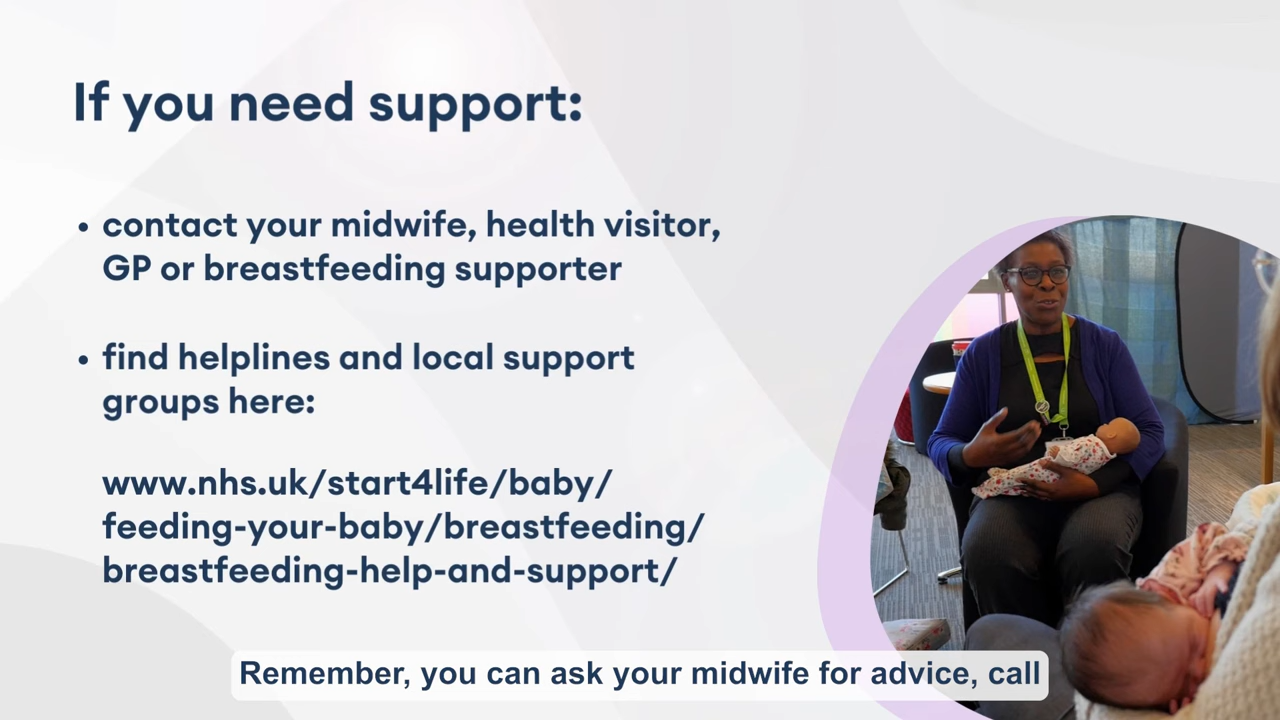 If you need support:
• contact your midwife, health visitor,
GP or breastfeeding supporter
• find helplines and local support
groups here:
www.nhs.uk/start4life/baby/
feeding-your-baby/breastfeeding/
breastfeeding-help-and-support/
Remember, you can ask your midwife for advice, call